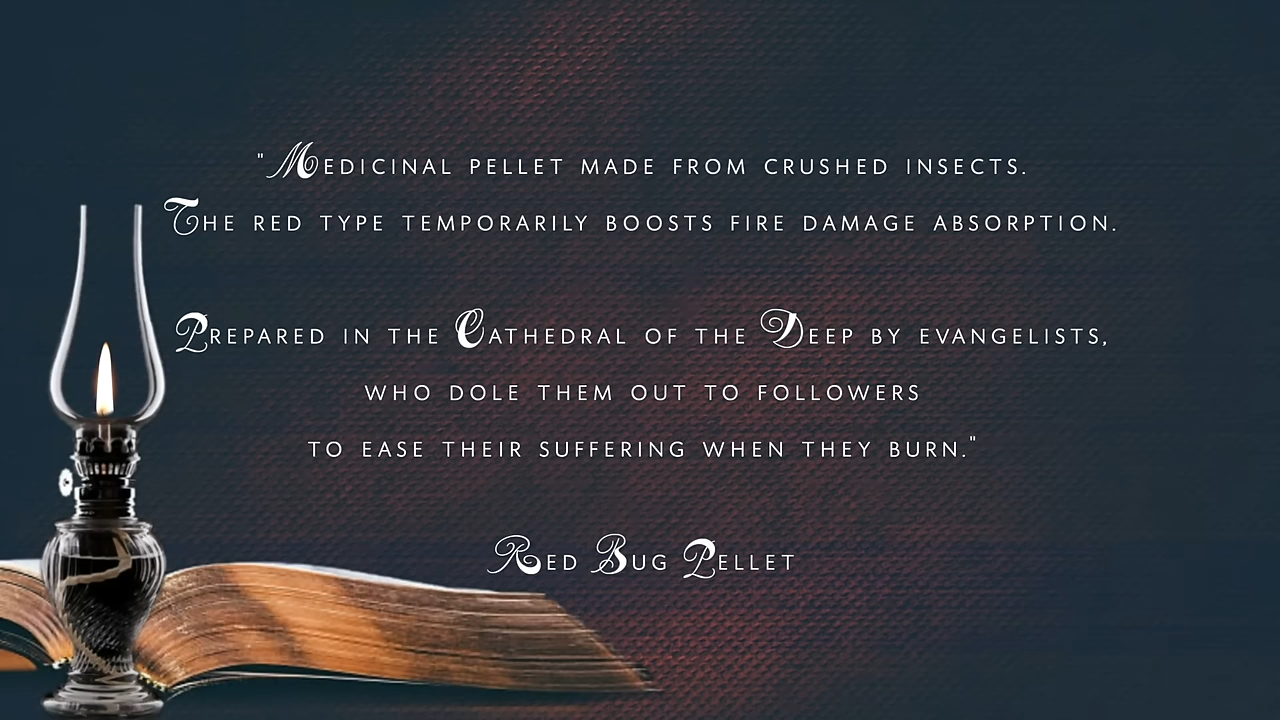 "Medicinal pellet made from crushed insects.
The red type temporarily boosts fire damage absorption.
Prepared in the Cathedral of the Deep by evangelists,
who dole them out to followers
to ease their suffering when they burn."
Red Bug Pellet